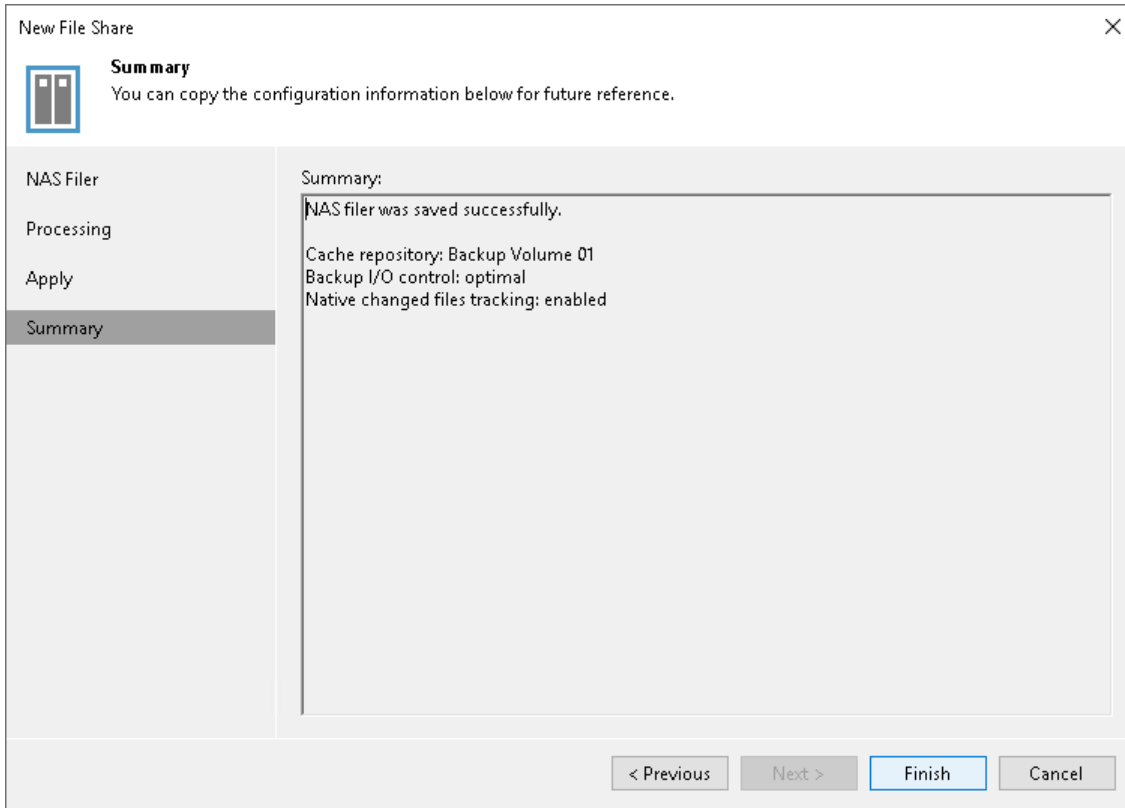 New File Share
Summary
You can copy the configuration information below for future reference.
NAS Filer
Processing
Apply
Summary
Summary:
NAS filer was saved successfully.
Cache repository: Backup Volume 01
Backup I/O control: optimal
Native changed files tracking: enabled
< Previous
Next >
Finish
Cancel